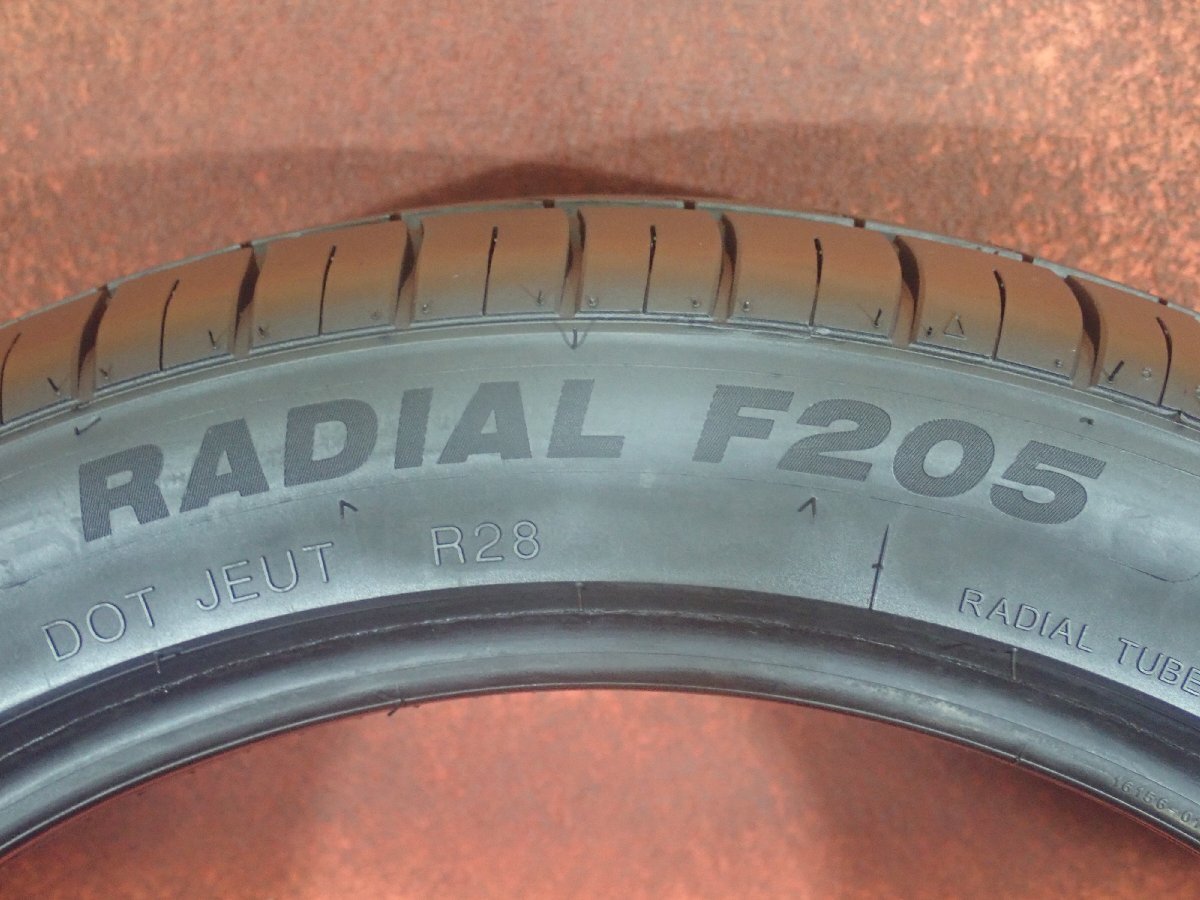 RADIAL F205
DOT JEUT R28
RADIAL TUBE